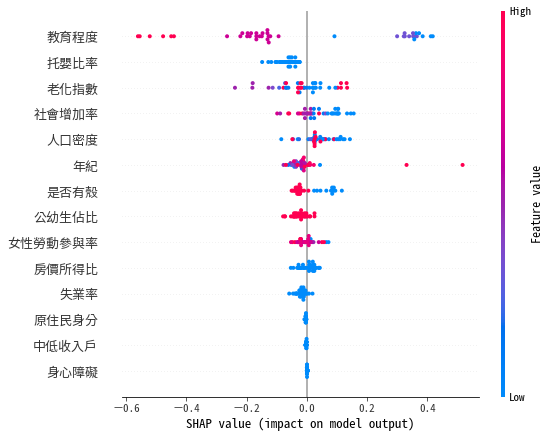 High
教育程度
托嬰比率
老化指數
社會增加率
人口密度
年紀
是否有殼
公幼生佔比
女性勞動參與率
房價所得比
失業率
原住民身分
中低收入戶
身心障礙
Feature value
Low
−0.6 −0.4 −0.2 0.0 0.2 0.4
SHAP value (impact on model output)